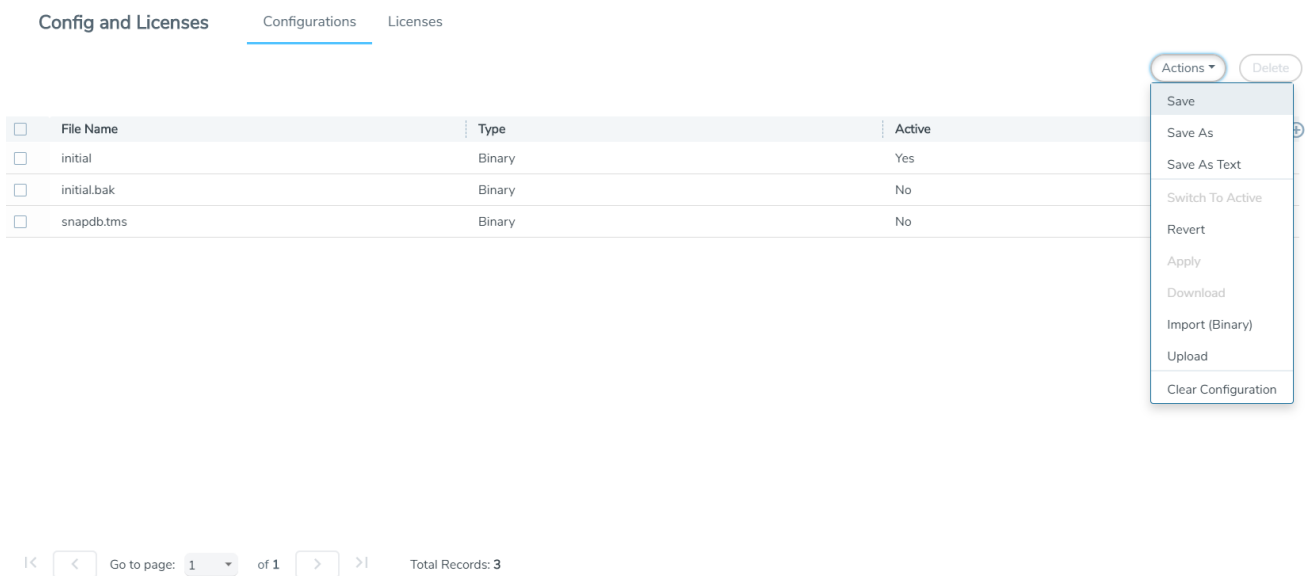 Config and Licenses Configurations Licenses
Actions Delete
Save
Save As
Save As Text
Switch To Active
Revert
Apply
Download
Import (Binary)
Upload
Clear Configuration
File Name Type Active
initial Binary Yes
initial.bak Binary No
snapdb.tms Binary No
Go to page: 1 of 1 Total Records: 3